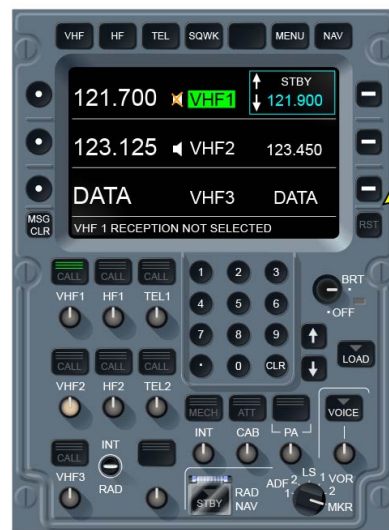 VHF HF TEL SQWK MENU NAV
STBY
121.700 VHF1 121.900
123.125 VHF2 123.450
DATA VHF3 DATA
MSG
CLR
VHF 1 RECEPTION NOT SELECTED
RST
CALL CALL CALL
VHF1 HF1 TEL1
1 2 3
BRT
4 5 6
OFF
7 8 9
CALL CALL CALL
. 0 CLR
LOAD
VHF2 HF2 TEL2
MECH ATT VOICE
INT CAB PA
CALL
INT
VHF3
RAD
STBY
RAD
NAV
ADF 1 2 LS 1 VOR 2
MKR